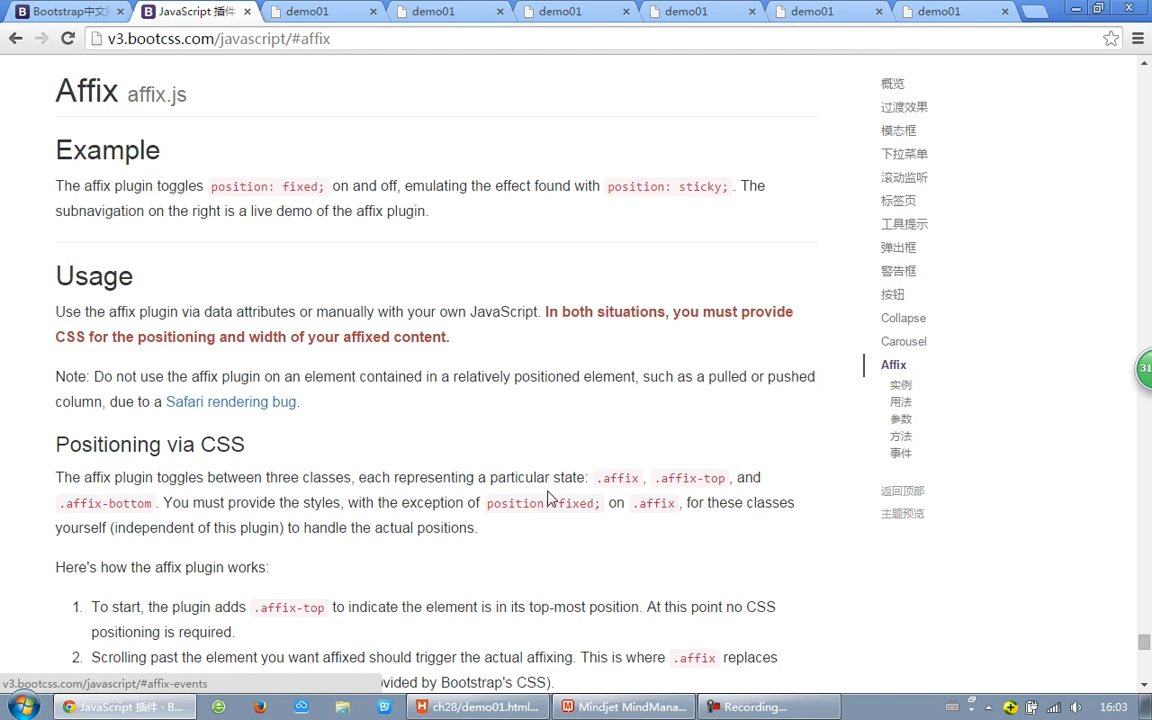 Bootstrap中文
JavaScript 插件
demo01
demo01
demo01
demo01
demo01
demo01
v3.bootcss.com/javascript/#affix
Affix affix.js
Example
The affix plugin toggles position: fixed; on and off, emulating the effect found with position: sticky;. The
subnavigation on the right is a live demo of the affix plugin.
Usage
Use the affix plugin via data attributes or manually with your own JavaScript. In both situations, you must provide
CSS for the positioning and width of your affixed content.
Note: Do not use the affix plugin on an element contained in a relatively positioned element, such as a pulled or pushed
column, due to a Safari rendering bug.
Positioning via CSS
The affix plugin toggles between three classes, each representing a particular state: .affix, .affix-top, and
.affix-bottom. You must provide the styles, with the exception of position: fixed; on .affix, for these classes
yourself (independent of this plugin) to handle the actual positions.
Here's how the affix plugin works:
1. To start, the plugin adds .affix-top to indicate the element is in its top-most position. At this point no CSS
positioning is required.
2. Scrolling past the element you want affixed should trigger the actual affixing. This is where .affix replaces
vided by Bootstrap's CSS).
概览
过渡效果
模态框
下拉菜单
滚动监听
标签页
工具提示
弹出框
警告框
按钮
Collapse
Carousel
Affix
实例
用法
参数
方法
事件
返回顶部
主题预览
31
v3.bootcss.com/javascript/#affix-events
JavaScript 插件 - B...
ch28/demo01.html...
Mindjet MindMana...
Recording...
16:03